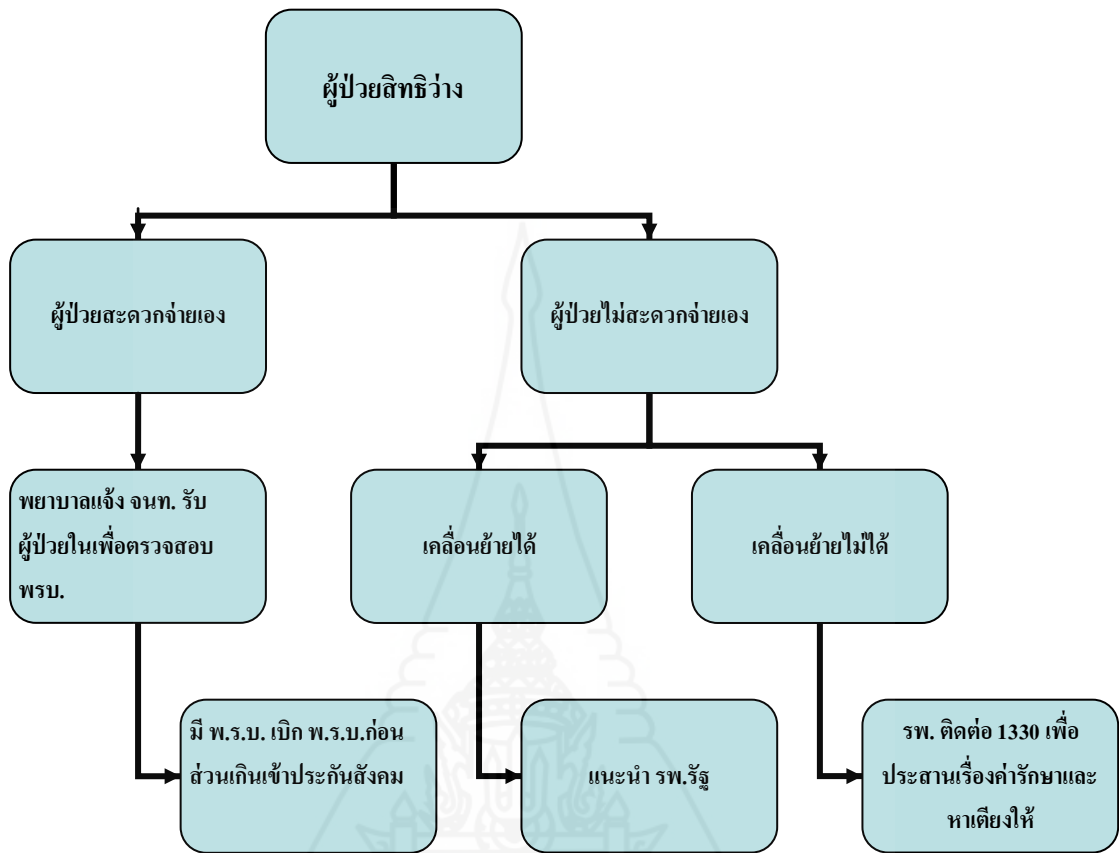 ผู้ป่วยสิทธิว่าง
ผู้ป่วยสะดวกจ่ายเอง
ผู้ป่วยไม่สะดวกจ่ายเอง
พยาบาลแจ้ง จนท. รับ
ผู้ป่วยในเพื่อตรวจสอบ
พรบ.
เคลื่อนย้ายได้
เคลื่อนย้ายไม่ได้
มี พ.ร.บ. เบิก พ.ร.บ.ก่อน
ส่วนเกินเข้าประกันสังคม
แนะนำ รพ.รัฐ
รพ. ติดต่อ 1330 เพื่อ
ประสานเรื่องค่ารักษาและ
หาเตียงให้